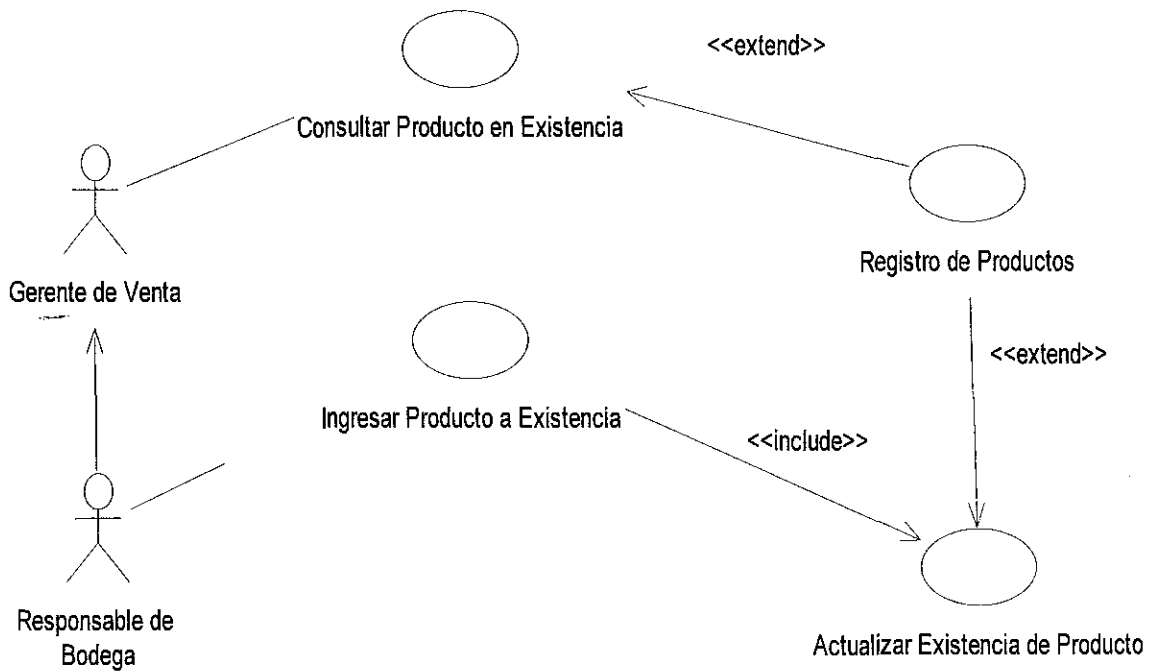 <<extend>>
Consultar Producto en Existencia
Registro de Productos
Gerente de Venta
<<extend>>
Ingresar Producto a Existencia
<<include>>
Responsable de
Bodega
Actualizar Existencia de Producto